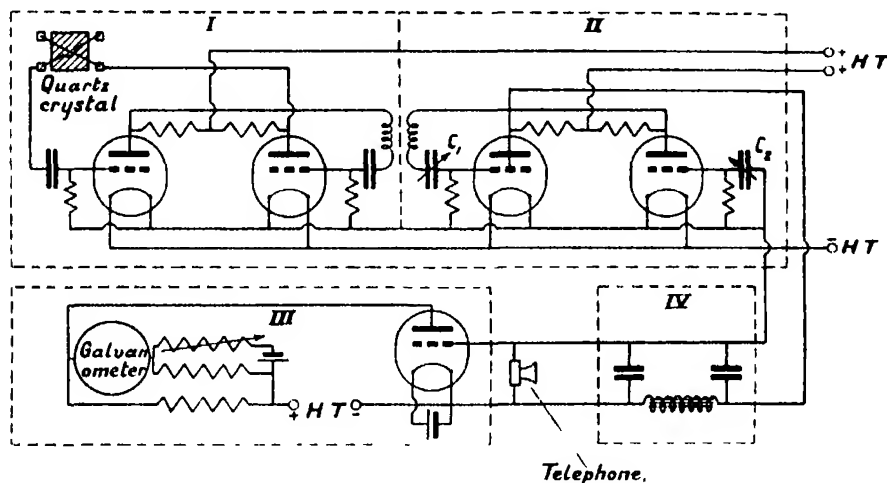 I
II
+
HT
+
Quartz
crystal
C1
C2
- HT
III
IV
Galvan
ometer
+ HT -
Telephone.